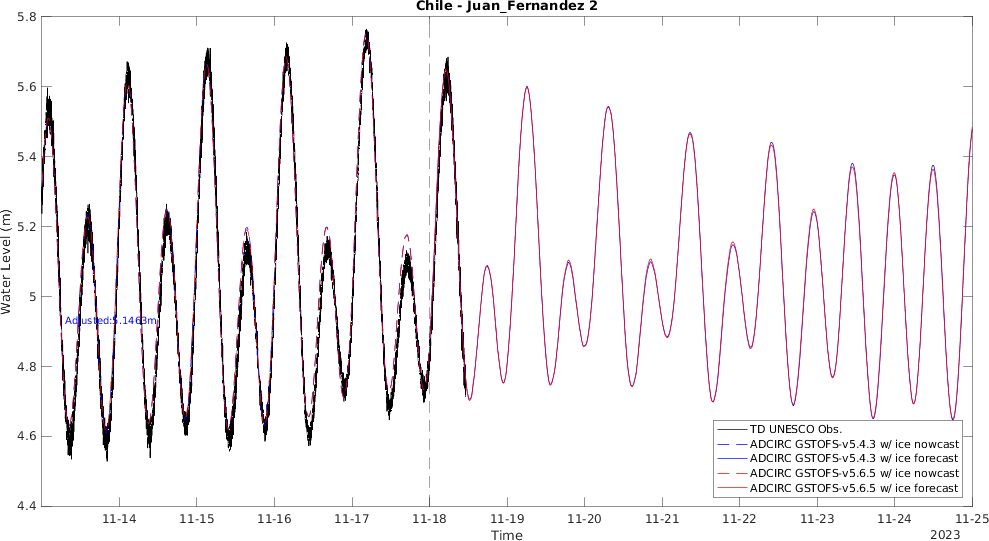 Chile - Juan_Fernandez 2
Water Level (m)
5.8
5.6
5.4
5.2
5
4.8
4.6
4.4
Adjusted:5.1463m
TD UNESCO Obs.
ADCIRC GSTOFS-v5.4.3 w/ ice nowcast
ADCIRC GSTOFS-v5.4.3 w/ ice forecast
ADCIRC GSTOFS-v5.6.5 w/ ice nowcast
ADCIRC GSTOFS-v5.6.5 w/ ice forecast
11-14 11-15 11-16 11-17 11-18 11-19 11-20 11-21 11-22 11-23 11-24 11-25
Time
2023